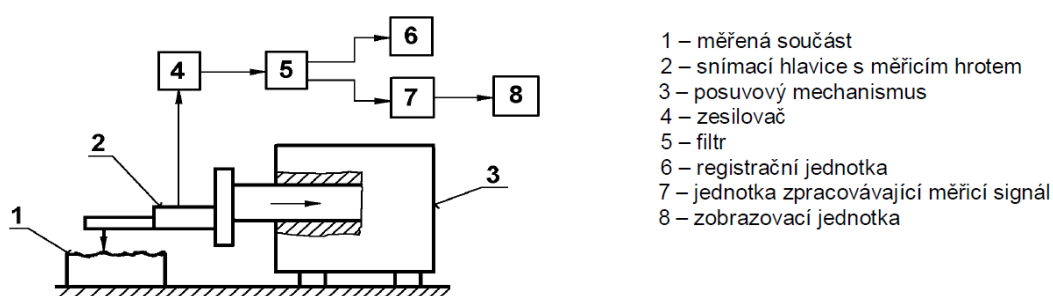 6
4
5
7
8
2
3
1
1 – měřená součást
2 – snímací hlavice s měřicím hrotem
3 – posuvový mechanismus
4 – zesilovač
5 – filtr
6 – registrační jednotka
7 – jednotka zpracovávající měřicí signál
8 – zobrazovací jednotka